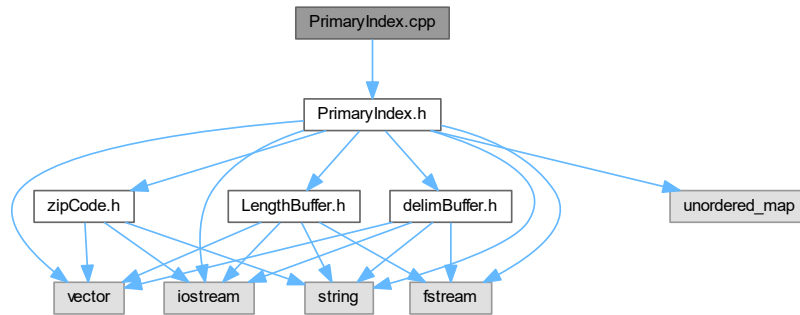 PrimaryIndex.cpp
PrimaryIndex.h
zipCode.h
LengthBuffer.h
delimBuffer.h
unordered_map
vector
iostream
string
fstream